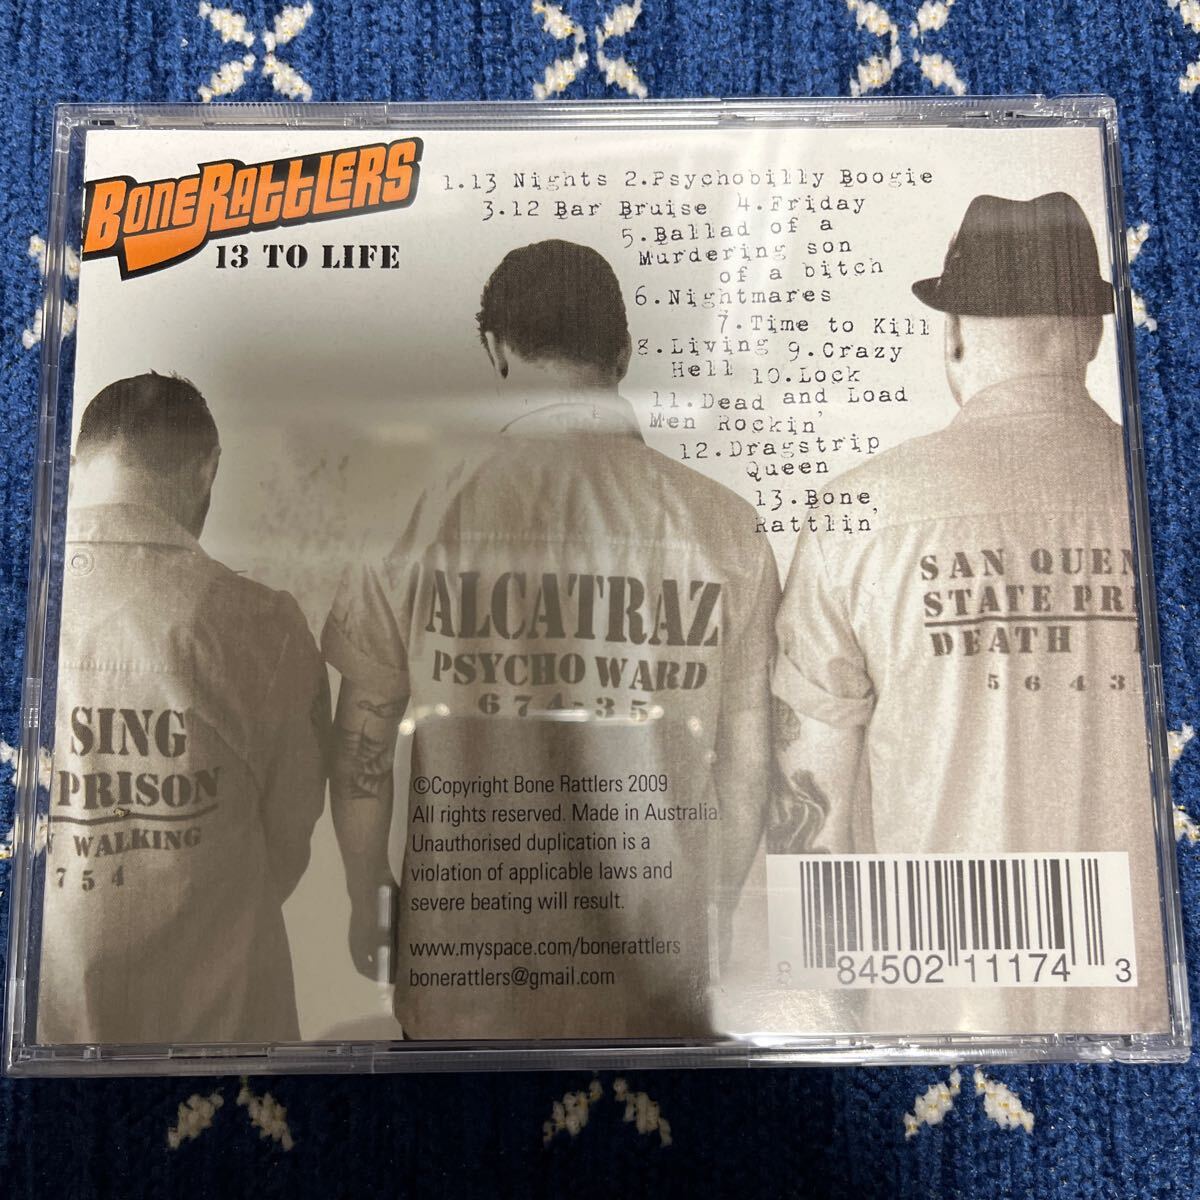 BONERATTLERS
13 TO LIFE
1.13 Nights 2.Psychobilly Boogie
3.12 Bar Bruise 4.Friday
5.Ballad of a
Murdering son
of a bitch
6.Nightmares
7.Time to Kill
8.Living 9.Crazy
Hell 10.Lock
11.Dead and Load
Men Rockin'
12.Dragstrip
Queen
13.Bone
Rattlin'
SING
PRISON
WALKING
754
ALCATRAZ
PSYCHO WARD
674-35
SAN QUEN
STATE PRI
DEATH
5643
©Copyright Bone Rattlers 2009
All rights reserved. Made in Australia.
Unauthorised duplication is a
violation of applicable laws and
severe beating will result.
www.myspace.com/bonerattlers
bonerattlers@gmail.com
8 84502 11174 3